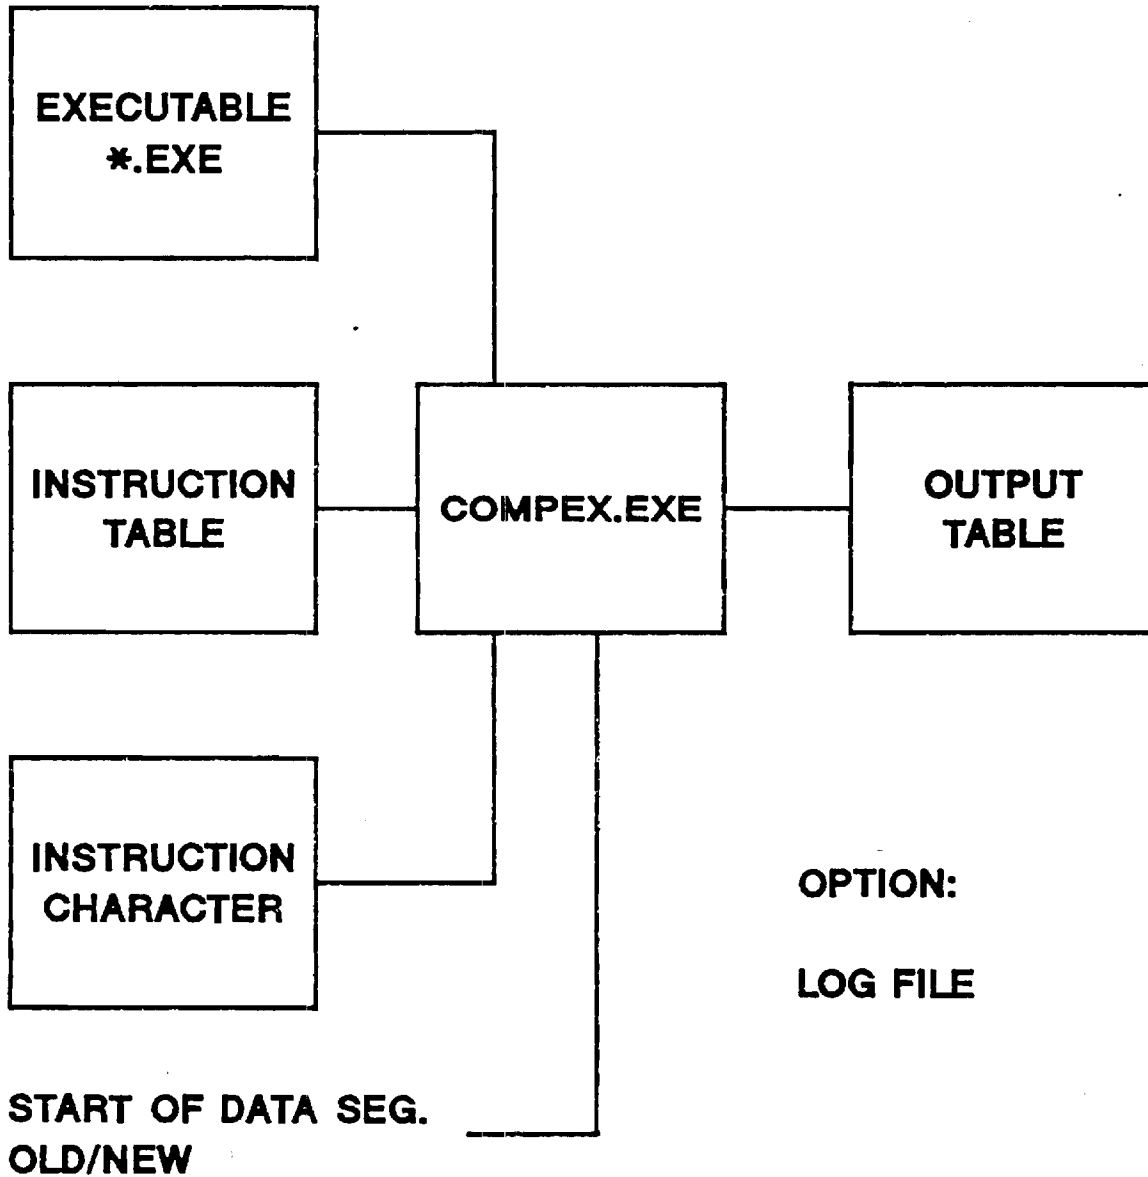 EXECUTABLE
*.EXE
INSTRUCTION
TABLE
COMPEX.EXE
OUTPUT
TABLE
INSTRUCTION
CHARACTER
OPTION:
LOG FILE
START OF DATA SEG.
OLD/NEW